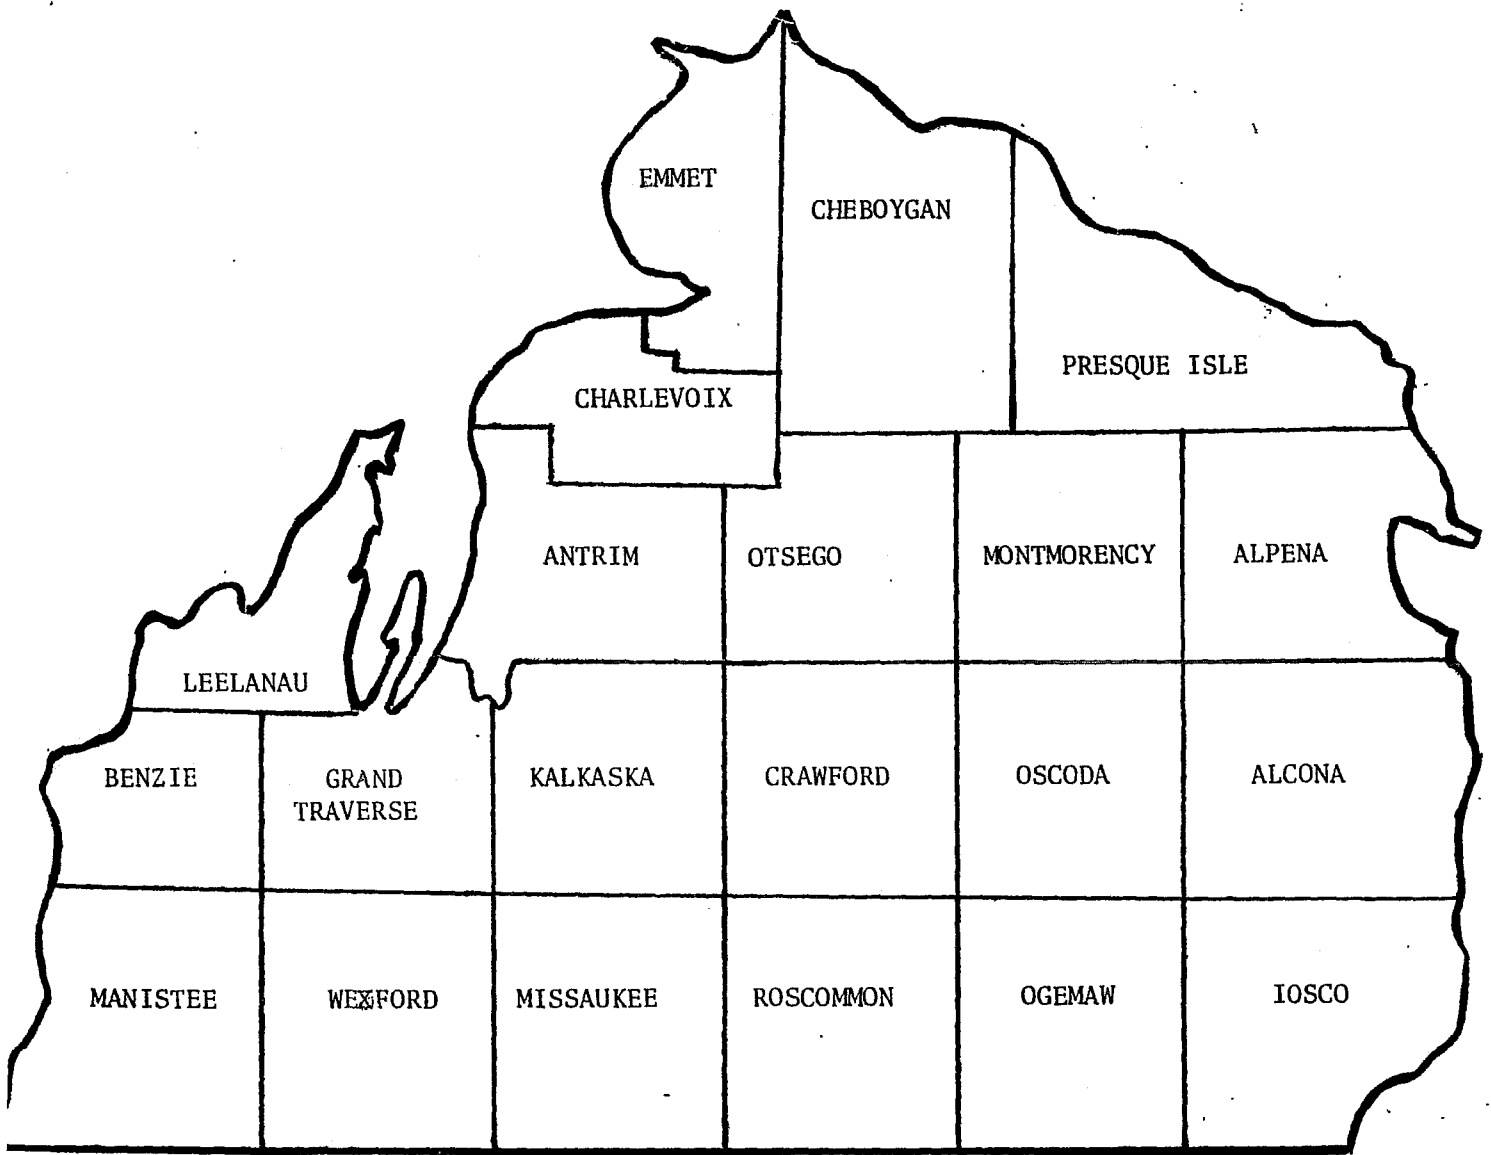 EMMET
CHEBOYGAN
PRESQUE ISLE
CHARLEVOIX
ANTRIM
OTSEGO
MONTMORENCY
ALPENA
LEELANAU
BENZIE
GRAND
TRAVERSE
KALKASKA
CRAWFORD
OSCODA
ALCONA
MANISTEE
WEXFORD
MISSAUKEE
ROSCOMMON
OGEMAW
IOSCO